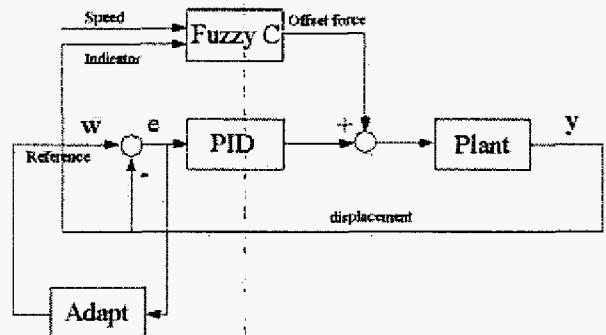 Speed
Fuzzy C
Offset force
Indicator
w
e
PID
+
Plant
y
Reference
-
displacement
Adapt